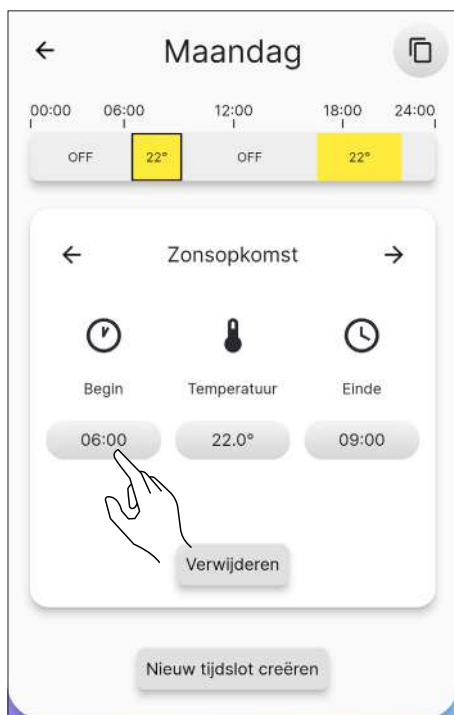 Maandag
00:00 06:00 12:00 18:00 24:00
OFF 22° OFF 22°
Zonsopkomst
Begin Temperatuur Einde
06:00 22.0° 09:00
Verwijderen
Nieuw tijdslot creëren